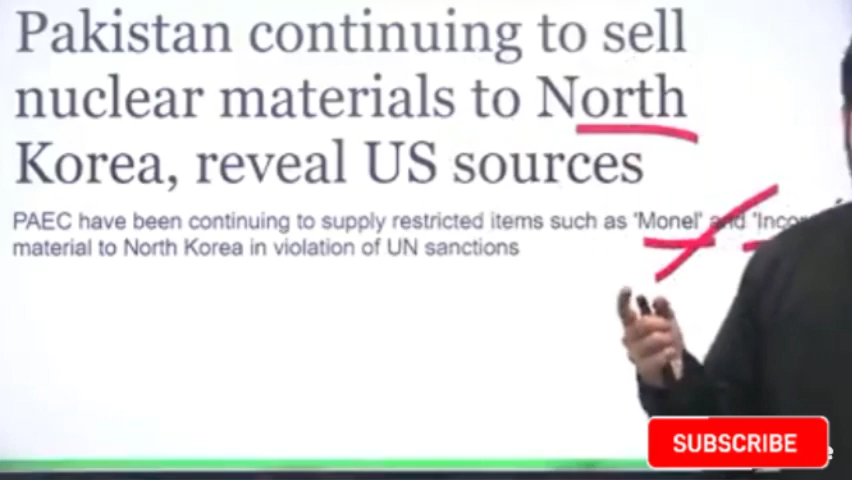 Pakistan continuing to sell
nuclear materials to North
Korea, reveal US sources
PAEC have been continuing to supply restricted items such as 'Monel' and
material to North Korea in violation of UN sanctions
SUBSCRIBE